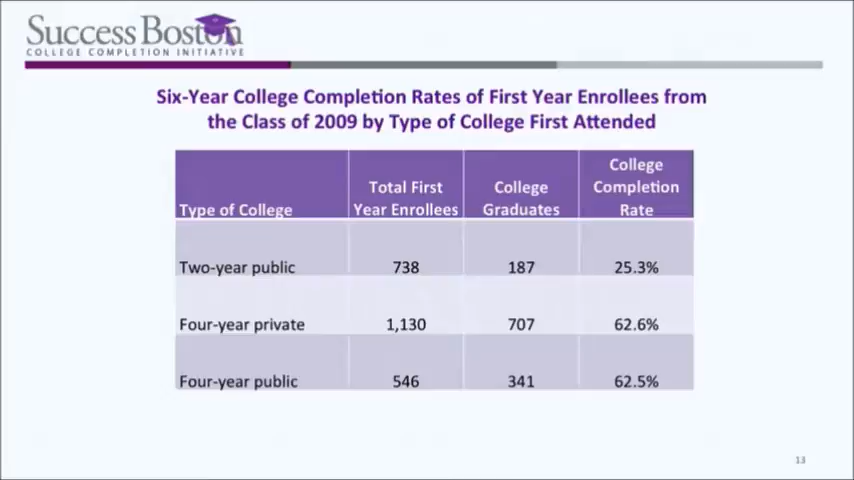 Success Boston
COLLEGE COMPLETION INITIATIVE
Six-Year College Completion Rates of First Year Enrollees from
the Class of 2009 by Type of College First Attended
Type of College Total First Year Enrollees College Graduates College Completion Rate
Two-year public 738 187 25.3%
Four-year private 1,130 707 62.6%
Four-year public 546 341 62.5%
13